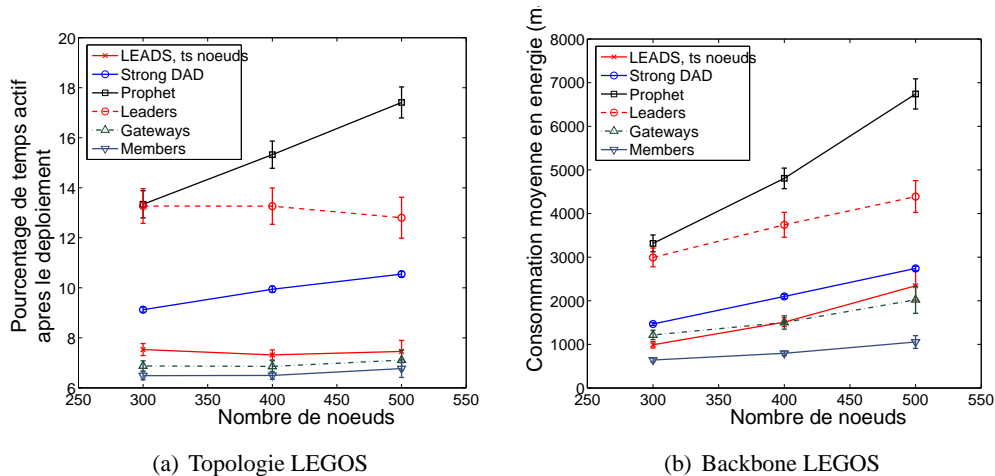 20
18
16
14
12
10
8
6
250
300
350
400
450
500
550
Pourcentage de temps actif
apres le deploiement
Nombre de noeuds
LEADS, ts noeuds
Strong DAD
Prophet
Leaders
Gateways
Members
(a) Topologie LEGOS
8000
7000
6000
5000
4000
3000
2000
1000
0
250
300
350
400
450
500
550
Consommation moyenne en energie (m
Nombre de noeuds
LEADS, ts noeuds
Strong DAD
Prophet
Leaders
Gateways
Members
(b) Backbone LEGOS